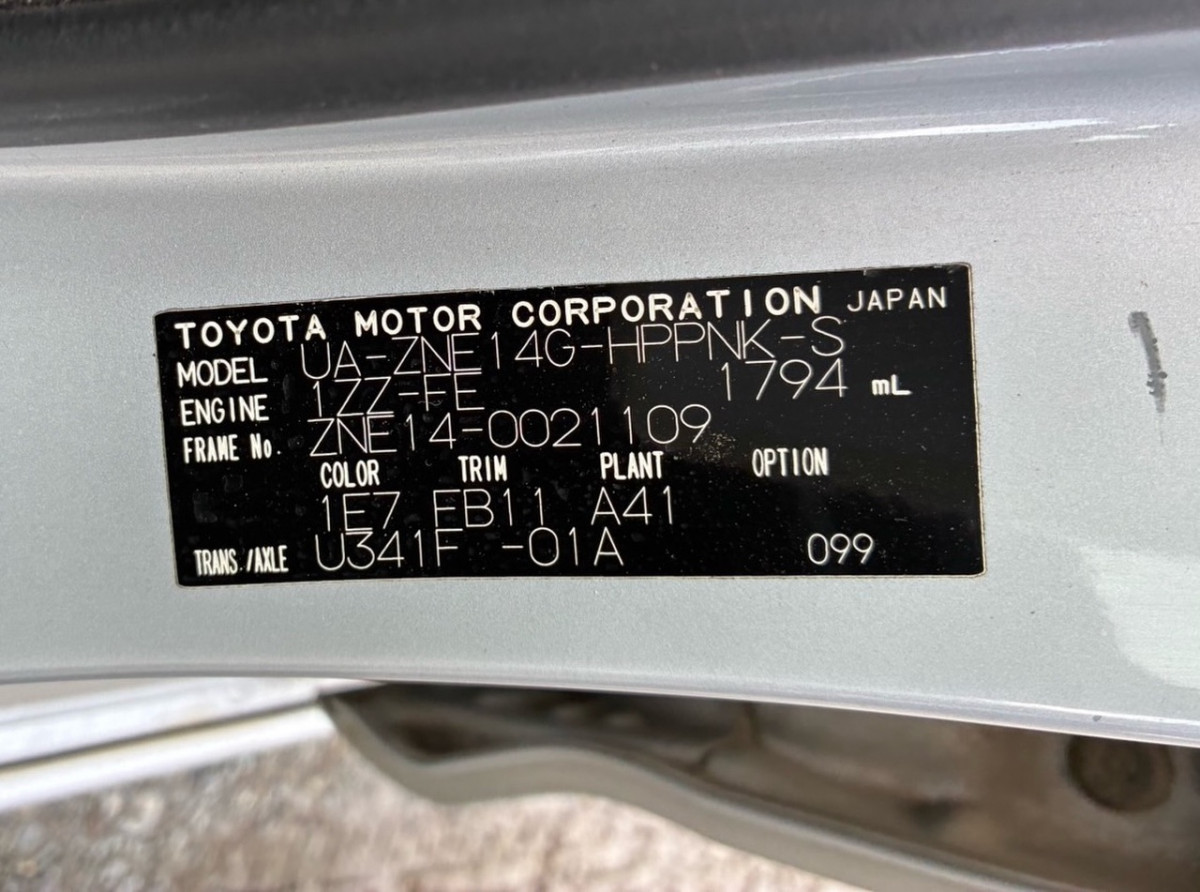 TOYOTA MOTOR CORPORATION JAPAN
MODEL UA-ZNE14G-HPPNK-S
ENGINE 1ZZ-FE 1794 mL
FRAME No. ZNE14-0021109
COLOR TRIM PLANT OPTION
1E7 FB11 A41
TRANS./AXLE U341F -01A 099